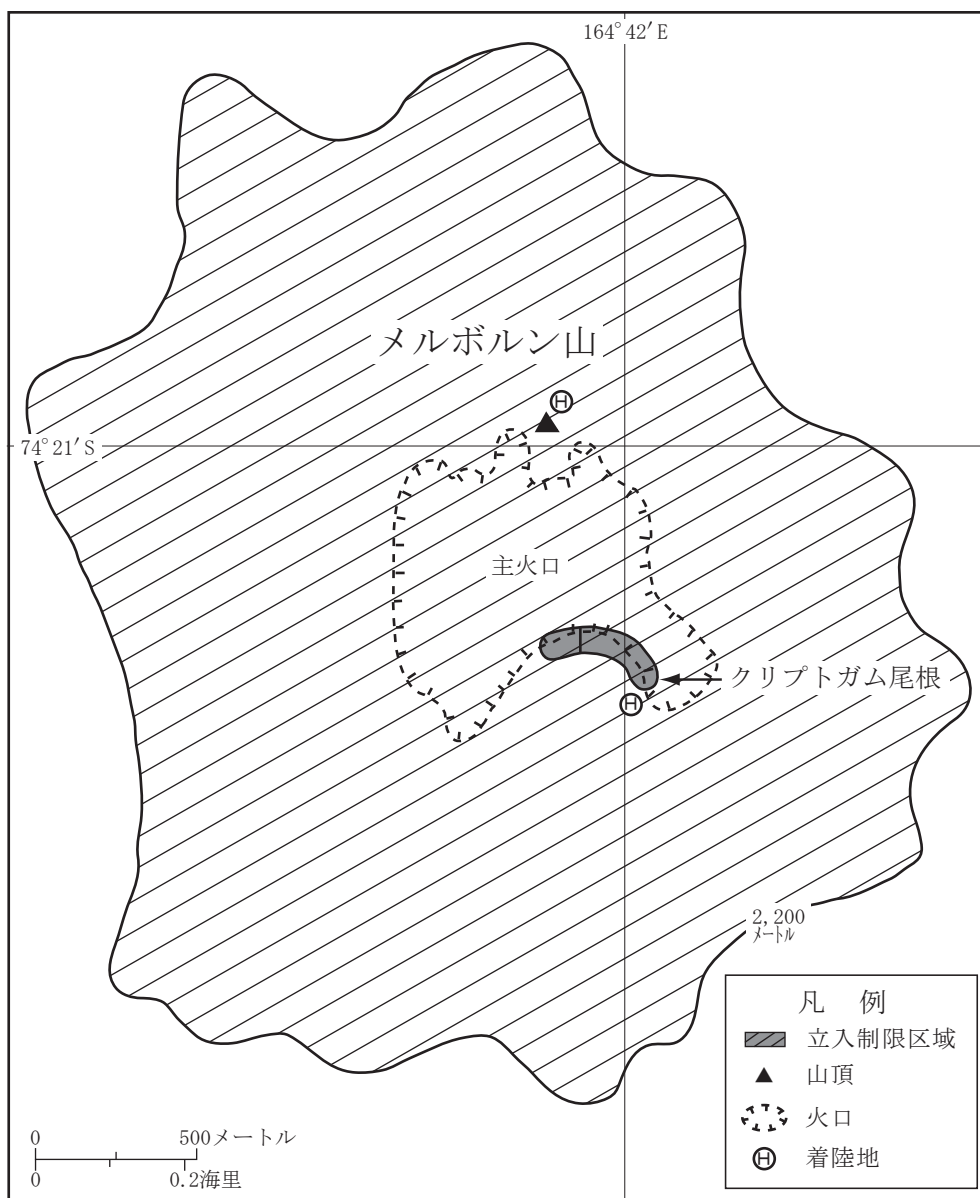 164°42′E
メルボルン山
Ⓗ
74°21′S
主火口
クリプトガム尾根
Ⓗ
2,200
メートル
凡 例
立入制限区域
山頂
火口
Ⓗ 着陸地
0 500メートル
0 0.2海里